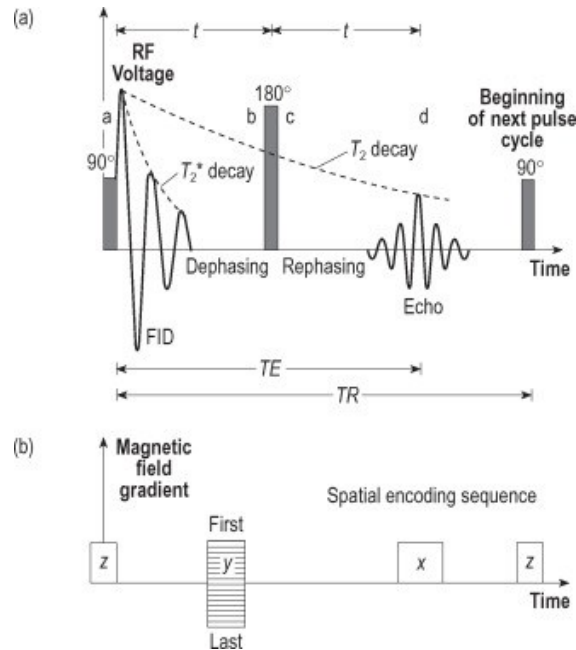 (a)
t
t
RF
Voltage
180°
Beginning
of next pulse
cycle
a
b
c
d
90°
90°
T2 decay
T2* decay
Dephasing
Rephasing
Time
Echo
FID
TE
TR
(b)
Magnetic
field
gradient
Spatial encoding sequence
First
z
y
x
z
Time
Last